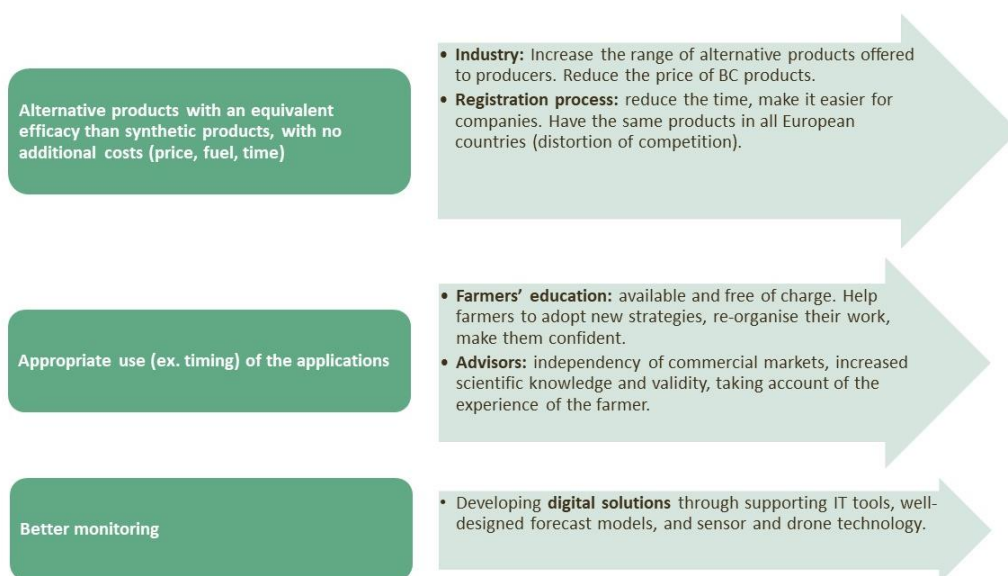 Alternative products with an equivalent
efficacy than synthetic products, with no
additional costs (price, fuel, time)
• Industry: Increase the range of alternative products offered
to producers. Reduce the price of BC products.
• Registration process: reduce the time, make it easier for
companies. Have the same products in all European
countries (distortion of competition).
Appropriate use (ex. timing) of the applications
• Farmers’ education: available and free of charge. Help
farmers to adopt new strategies, re-organise their work,
make them confident.
• Advisors: independency of commercial markets, increased
scientific knowledge and validity, taking account of the
experience of the farmer.
Better monitoring
• Developing digital solutions through supporting IT tools, well-
designed forecast models, and sensor and drone technology.